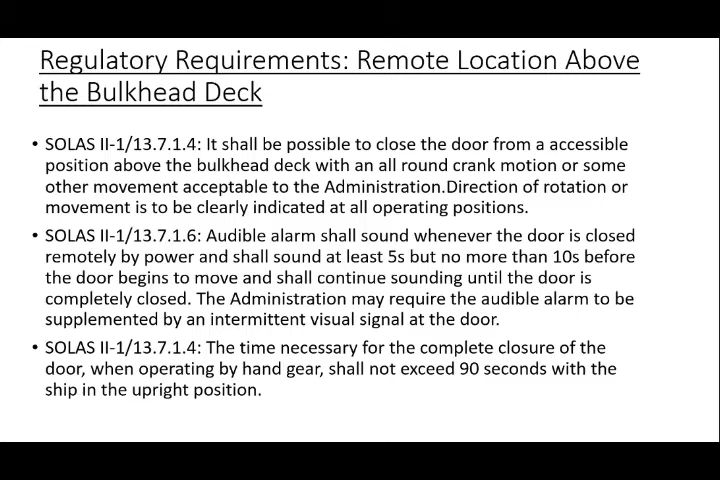 Regulatory Requirements: Remote Location Above
the Bulkhead Deck
• SOLAS II-1/13.7.1.4: It shall be possible to close the door from a accessible
position above the bulkhead deck with an all round crank motion or some
other movement acceptable to the Administration.Direction of rotation or
movement is to be clearly indicated at all operating positions.
• SOLAS II-1/13.7.1.6: Audible alarm shall sound whenever the door is closed
remotely by power and shall sound at least 5s but no more than 10s before
the door begins to move and shall continue sounding until the door is
completely closed. The Administration may require the audible alarm to be
supplemented by an intermittent visual signal at the door.
• SOLAS II-1/13.7.1.4: The time necessary for the complete closure of the
door, when operating by hand gear, shall not exceed 90 seconds with the
ship in the upright position.